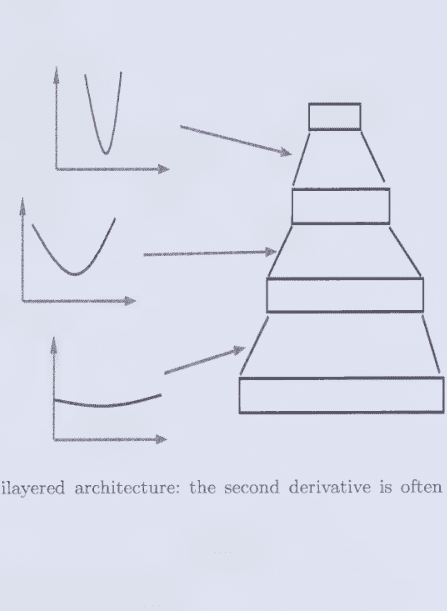 ilayered architecture: the second derivative is often